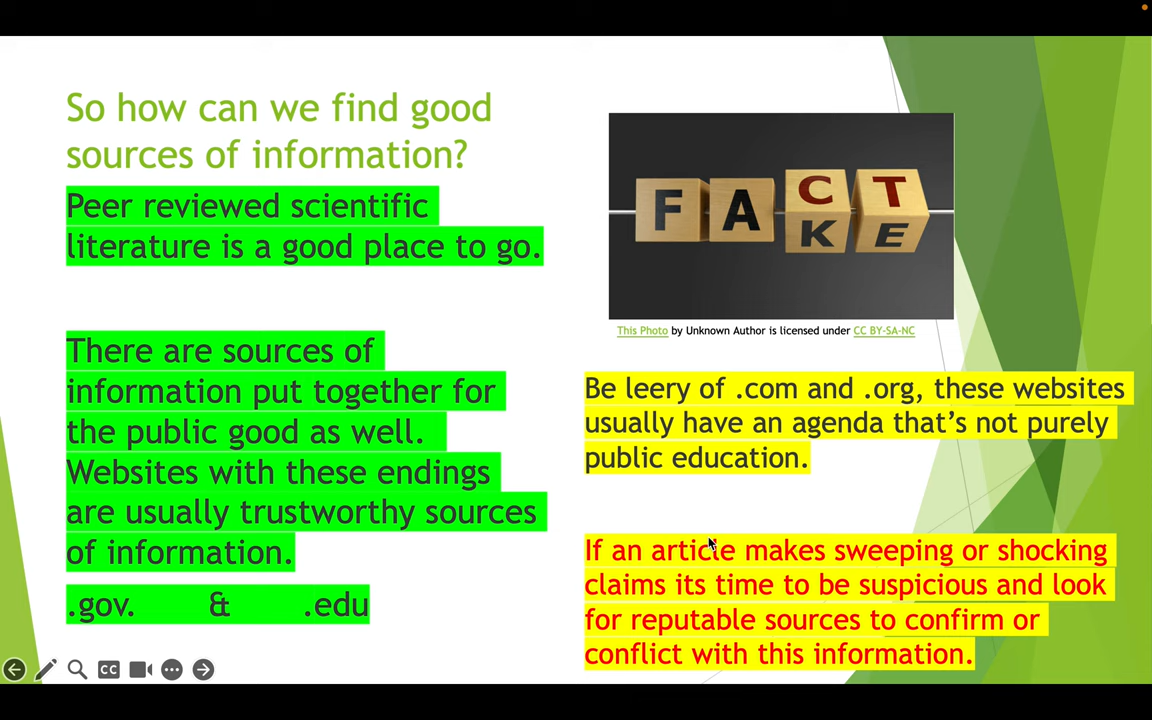 So how can we find good
sources of information?
Peer reviewed scientific
literature is a good place to go.
There are sources of
information put together for
the public good as well.
Websites with these endings
are usually trustworthy sources
of information.
.gov. & .edu
FACT
KE
This Photo by Unknown Author is licensed under CC BY-SA-NC
Be leery of .com and .org, these websites
usually have an agenda that’s not purely
public education.
If an article makes sweeping or shocking
claims its time to be suspicious and look
for reputable sources to confirm or
conflict with this information.
CC